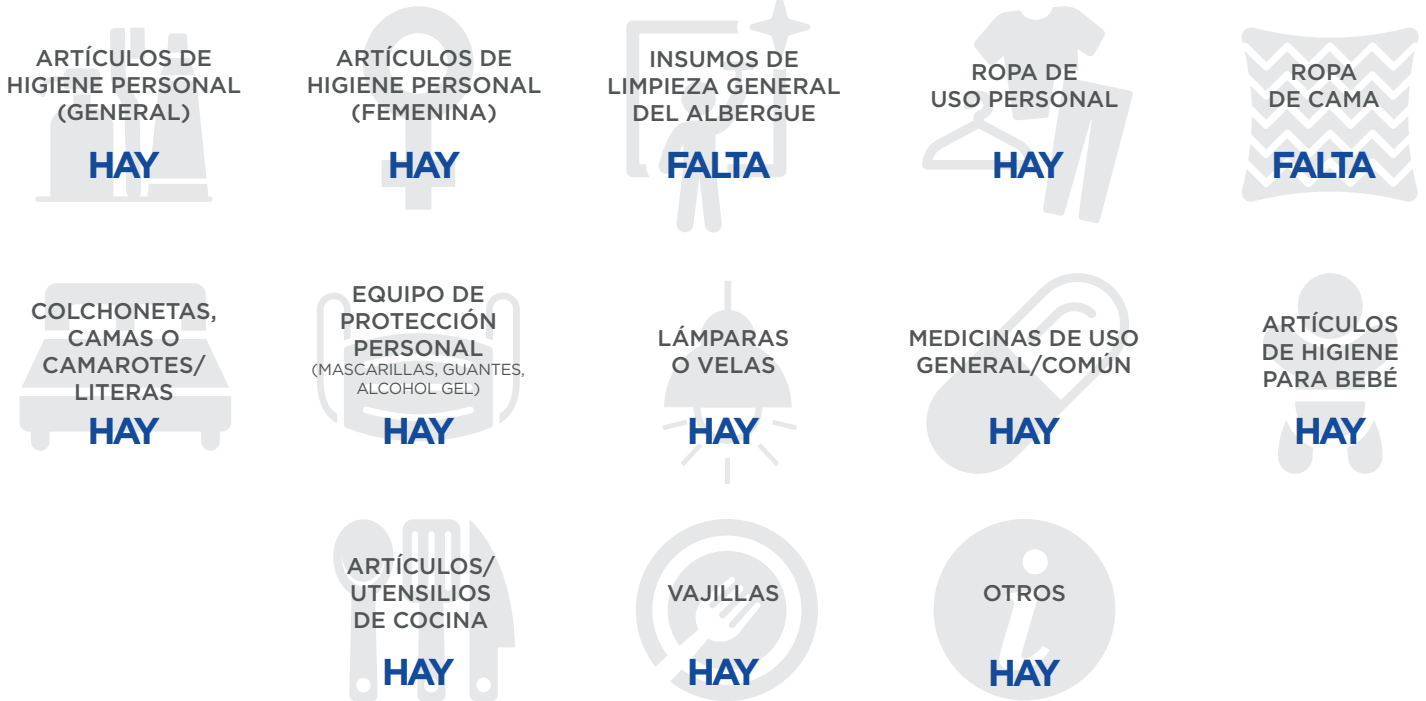 ARTÍCULOS DE
HIGIENE PERSONAL
(GENERAL)
HAY
ARTÍCULOS DE
HIGIENE PERSONAL
(FEMENINA)
HAY
INSUMOS DE
LIMPIEZA GENERAL
DEL ALBERGUE
FALTA
ROPA DE
USO PERSONAL
HAY
ROPA
DE CAMA
FALTA
COLCHONETAS,
CAMAS O
CAMAROTES/
LITERAS
HAY
EQUIPO DE
PROTECCIÓN
PERSONAL
(MASCARILLAS, GUANTES,
ALCOHOL GEL)
HAY
LÁMPARAS
O VELAS
HAY
MEDICINAS DE USO
GENERAL/COMÚN
HAY
ARTÍCULOS
DE HIGIENE
PARA BEBÉ
HAY
ARTÍCULOS/
UTENSILIOS
DE COCINA
HAY
VAJILLAS
HAY
OTROS
HAY